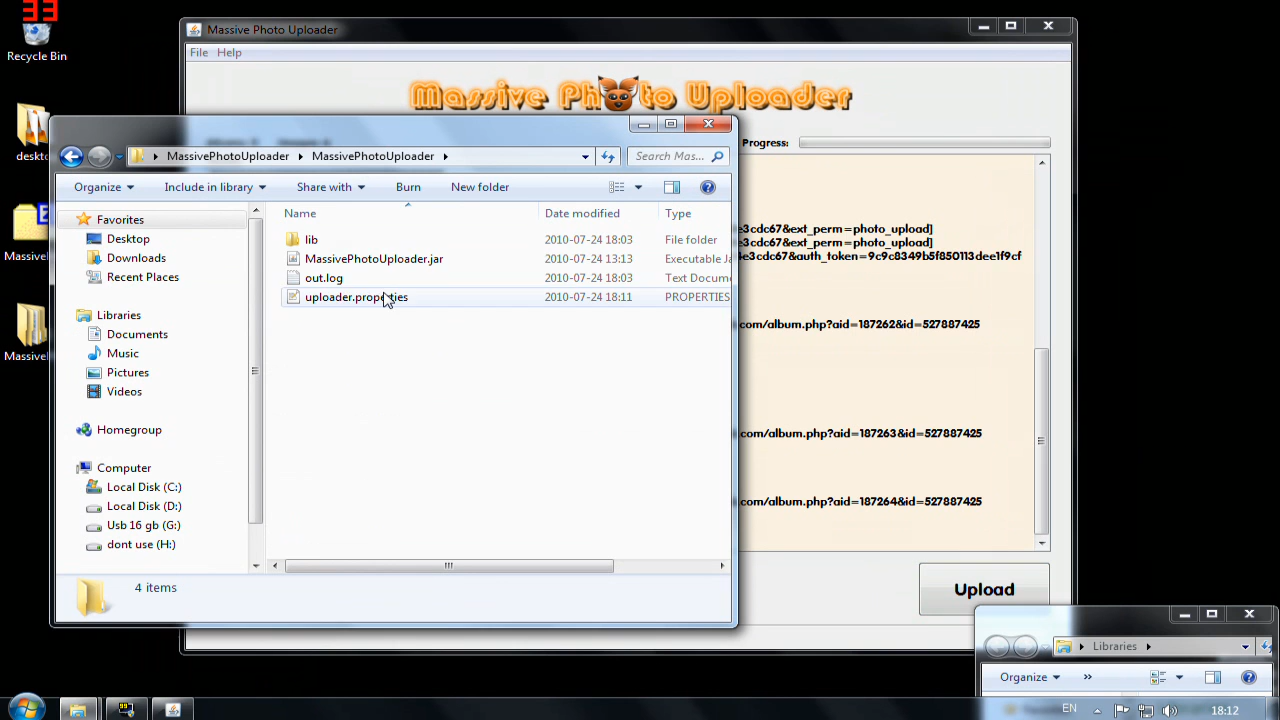 33
Recycle Bin
deskto
Massivel
Massivel
Massive Photo Uploader
File Help
Massive Photo Uploader
Progress:
MassivePhotoUploader MassivePhotoUploader
Search Mas...
Organize Include in library Share with Burn New folder
Name Date modified Type
Favorites
Desktop
Downloads
Recent Places
Libraries
Documents
Music
Pictures
Videos
Homegroup
Computer
Local Disk (C:)
Local Disk (D:)
Usb 16 gb (G:)
dont use (H:)
lib 2010-07-24 18:03 File folder
MassivePhotoUploader.jar 2010-07-24 13:13 Executable Ja
out.log 2010-07-24 18:03 Text Docume
uploader.properties 2010-07-24 18:11 PROPERTIES
4 items
e3cdc67&ext_perm=photo_upload]
e3cdc67&ext_perm=photo_upload]
4e3cdc67&auth_token=9c9c8349b5f850113dee1f9cf
com/album.php?aid=187262&id=527887425
com/album.php?aid=187263&id=527887425
com/album.php?aid=187264&id=527887425
Upload
Libraries
Organize »
99
EN
18:12